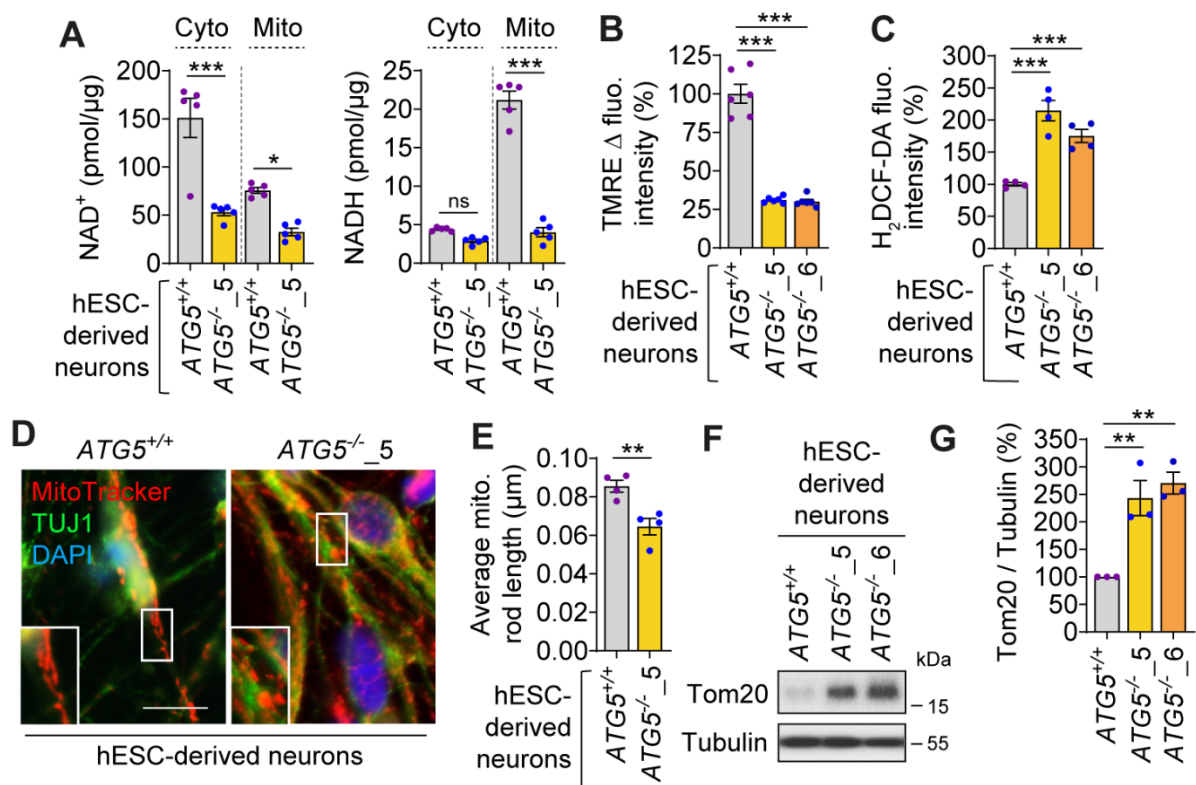 A
Cyto
Mito
***
*
NAD⁺ (pmol/µg)
200
150
100
50
0
hESC-
derived
neurons
ATG5⁺/⁺
ATG5⁻/⁻_5
ATG5⁺/⁺
ATG5⁻/⁻_5
Cyto
Mito
***
ns
NADH (pmol/µg)
25
20
15
10
5
0
hESC-
derived
neurons
ATG5⁺/⁺
ATG5⁻/⁻_5
ATG5⁺/⁺
ATG5⁻/⁻_5
B
***
***
TMRE Δ fluo.
intensity (%)
125
100
75
50
25
0
hESC-
derived
neurons
ATG5⁺/⁺
ATG5⁻/⁻_5
ATG5⁻/⁻_6
C
***
***
H₂DCF-DA fluo.
intensity (%)
300
250
200
150
100
50
0
hESC-
derived
neurons
ATG5⁺/⁺
ATG5⁻/⁻_5
ATG5⁻/⁻_6
D
ATG5⁺/⁺
ATG5⁻/⁻_5
MitoTracker
TUJ1
DAPI
hESC-derived neurons
E
**
Average mito.
rod length (µm)
0.10
0.08
0.06
0.04
0.02
0.00
hESC-
derived
neurons
ATG5⁺/⁺
ATG5⁻/⁻_5
F
hESC-
derived
neurons
ATG5⁺/⁺
ATG5⁻/⁻_5
ATG5⁻/⁻_6
kDa
Tom20
– 15
Tubulin
– 55
G
**
**
Tom20 / Tubulin (%)
350
300
250
200
150
100
50
0
ATG5⁺/⁺
ATG5⁻/⁻_5
ATG5⁻/⁻_6